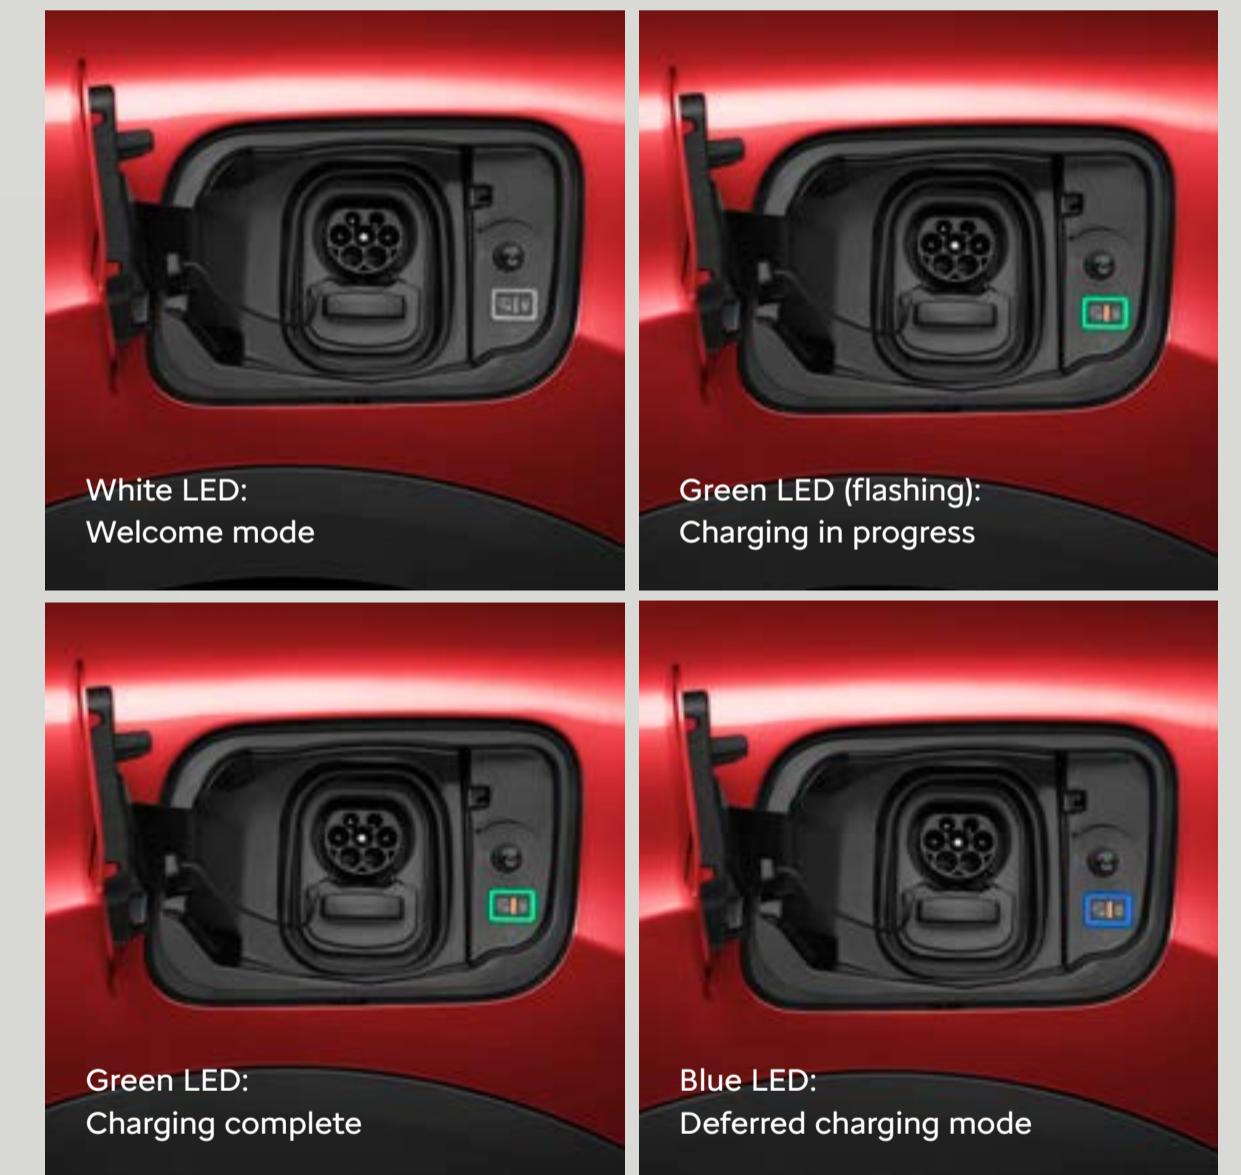 White LED:
Welcome mode
Green LED (flashing):
Charging in progress
Green LED:
Charging complete
Blue LED:
Deferred charging mode